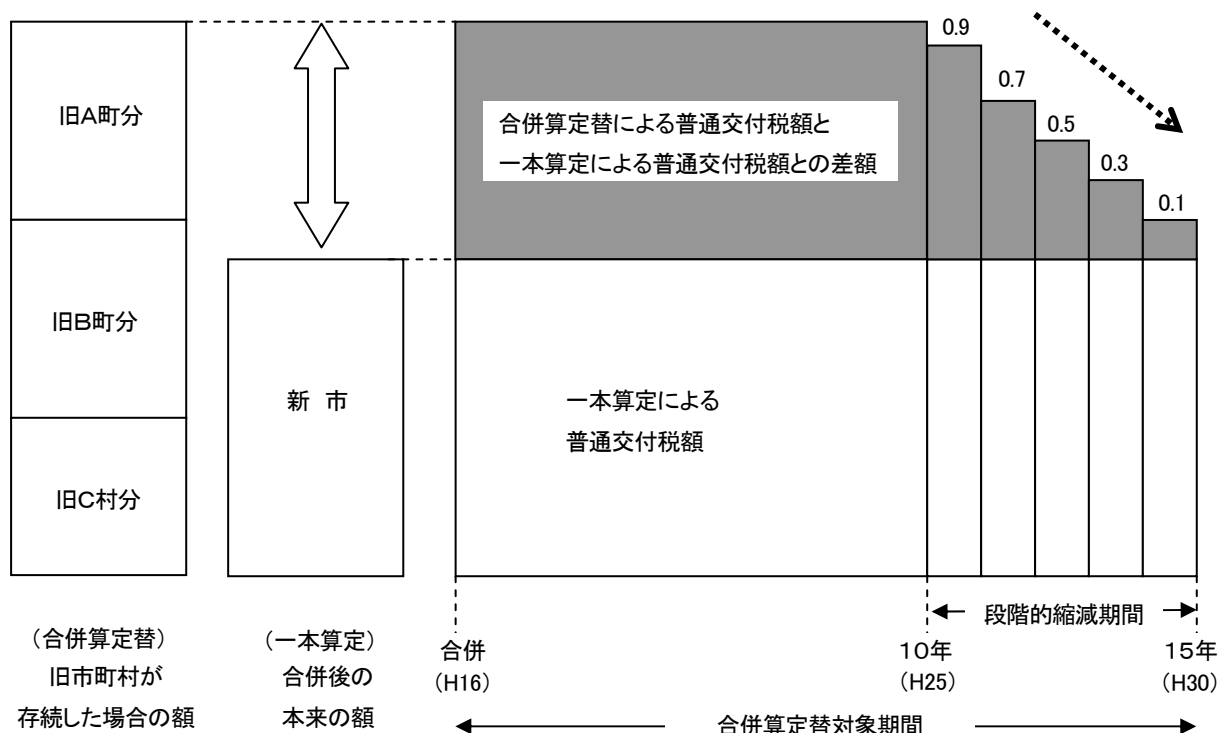 旧A町分
旧B町分
旧C村分
新 市
合併算定替による普通交付税額と
一本算定による普通交付税額との差額
一本算定による
普通交付税額
0.9
0.7
0.5
0.3
0.1
段階的縮減期間
(合併算定替)
旧市町村が
存続した場合の額
(一本算定)
合併後の
本来の額
合併
(H16)
10年
(H25)
15年
(H30)
合併算定替対象期間